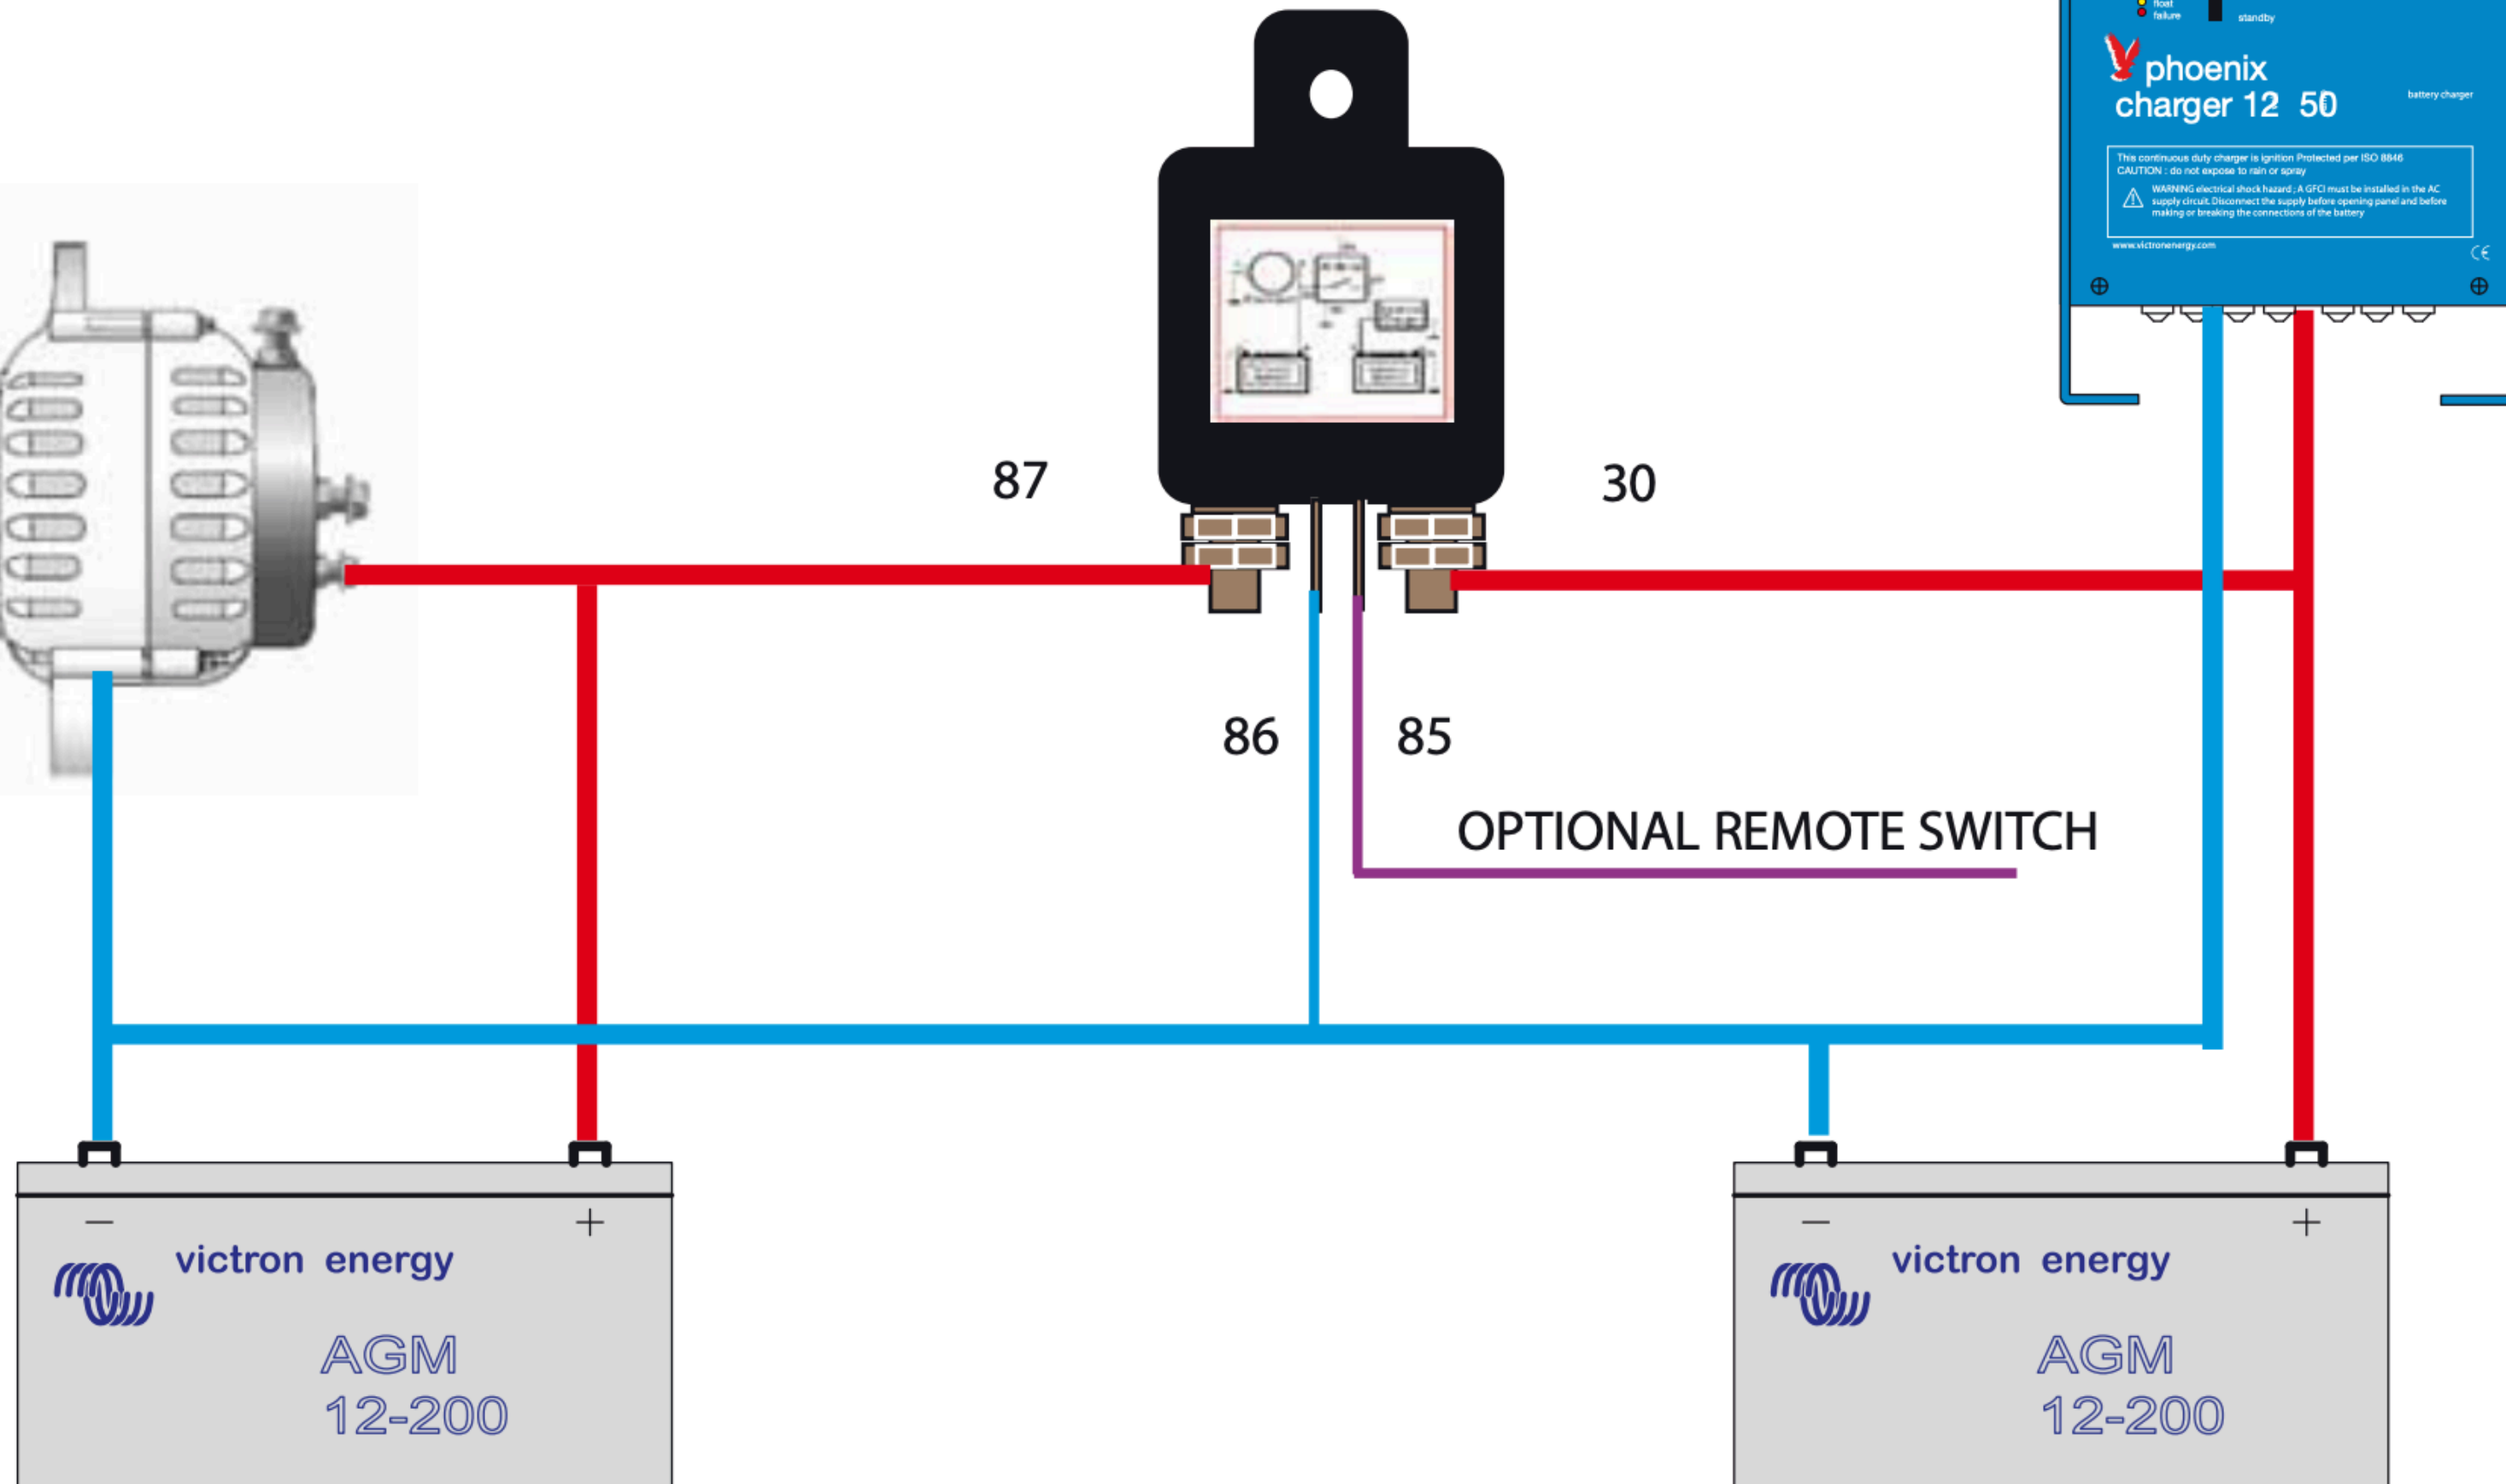 float
failure
standby
phoenix
charger 12 50
battery charger
This continuous duty charger is ignition Protected per ISO 8846
CAUTION : do not expose to rain or spray
WARNING electrical shock hazard ; A GFCI must be installed in the AC
supply circuit. Disconnect the supply before opening panel and before
making or breaking the connections of the battery
www.victronenergy.com
CE
87
30
86
85
OPTIONAL REMOTE SWITCH
− +
victron energy
AGM
12-200
− +
victron energy
AGM
12-200